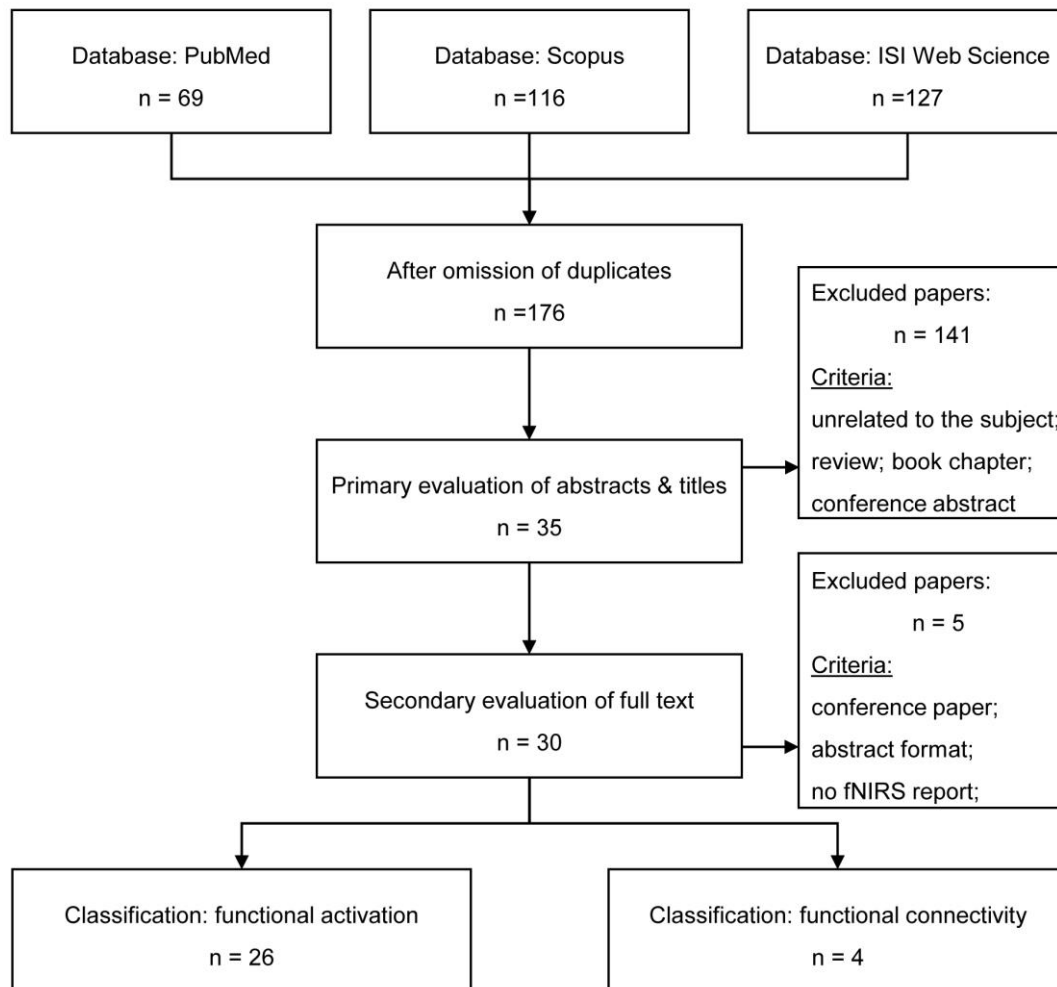 Database: PubMed
n = 69
Database: Scopus
n =116
Database: ISI Web Science
n =127
After omission of duplicates
n =176
Excluded papers:
n = 141
Criteria:
unrelated to the subject;
review; book chapter;
conference abstract
Primary evaluation of abstracts & titles
n = 35
Excluded papers:
n = 5
Criteria:
conference paper;
abstract format;
no fNIRS report;
Secondary evaluation of full text
n = 30
Classification: functional activation
n = 26
Classification: functional connectivity
n = 4